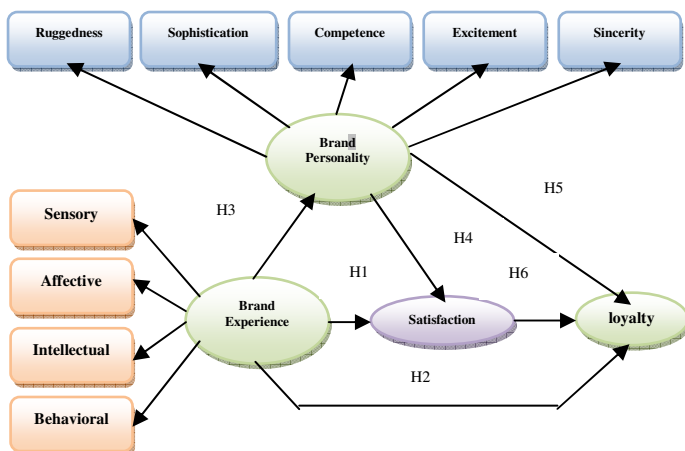 Ruggedness
Sophistication
Competence
Excitement
Sincerity
Brand
Personality
H3
H5
Sensory
H4
H1
H6
Affective
Brand
Experience
Satisfaction
loyalty
Intellectual
H2
Behavioral